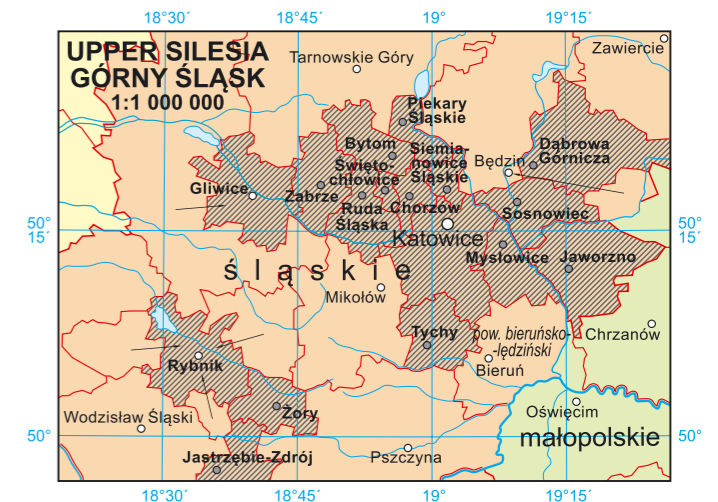 18°30'
18°45'
19°
19°15'
UPPER SILESIA
GÓRNY ŚLĄSK
1:1 000 000
Tarnowskie Góry
Zawiercie
Piekary
Śląskie
Bytom
Siemia-
nowice
Śląskie
Będzin
Dąbrowa
Górnicza
Święto-
chłowice
Gliwice
Zabrze
Ruda
Śląska
Chorzów
Sosnowiec
50°
15'
50°
15'
Katowice
Mysłowice
Jaworzno
śląskie
Mikołów
Tychy
pow. bieruńsko-
-lędziński
Chrzanów
Bieruń
Rybnik
Wodzisław Śląski
Żory
Oświęcim
50°
małopolskie
50°
Jastrzębie-Zdrój
Pszczyna
18°30'
18°45'
19°
19°15'